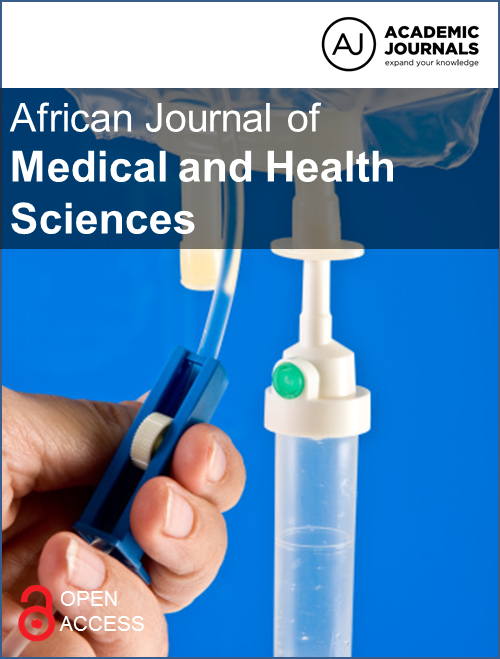 AJ
ACADEMIC
JOURNALS
expand your knowledge
African Journal of
Medical and Health
Sciences
OPEN
ACCESS